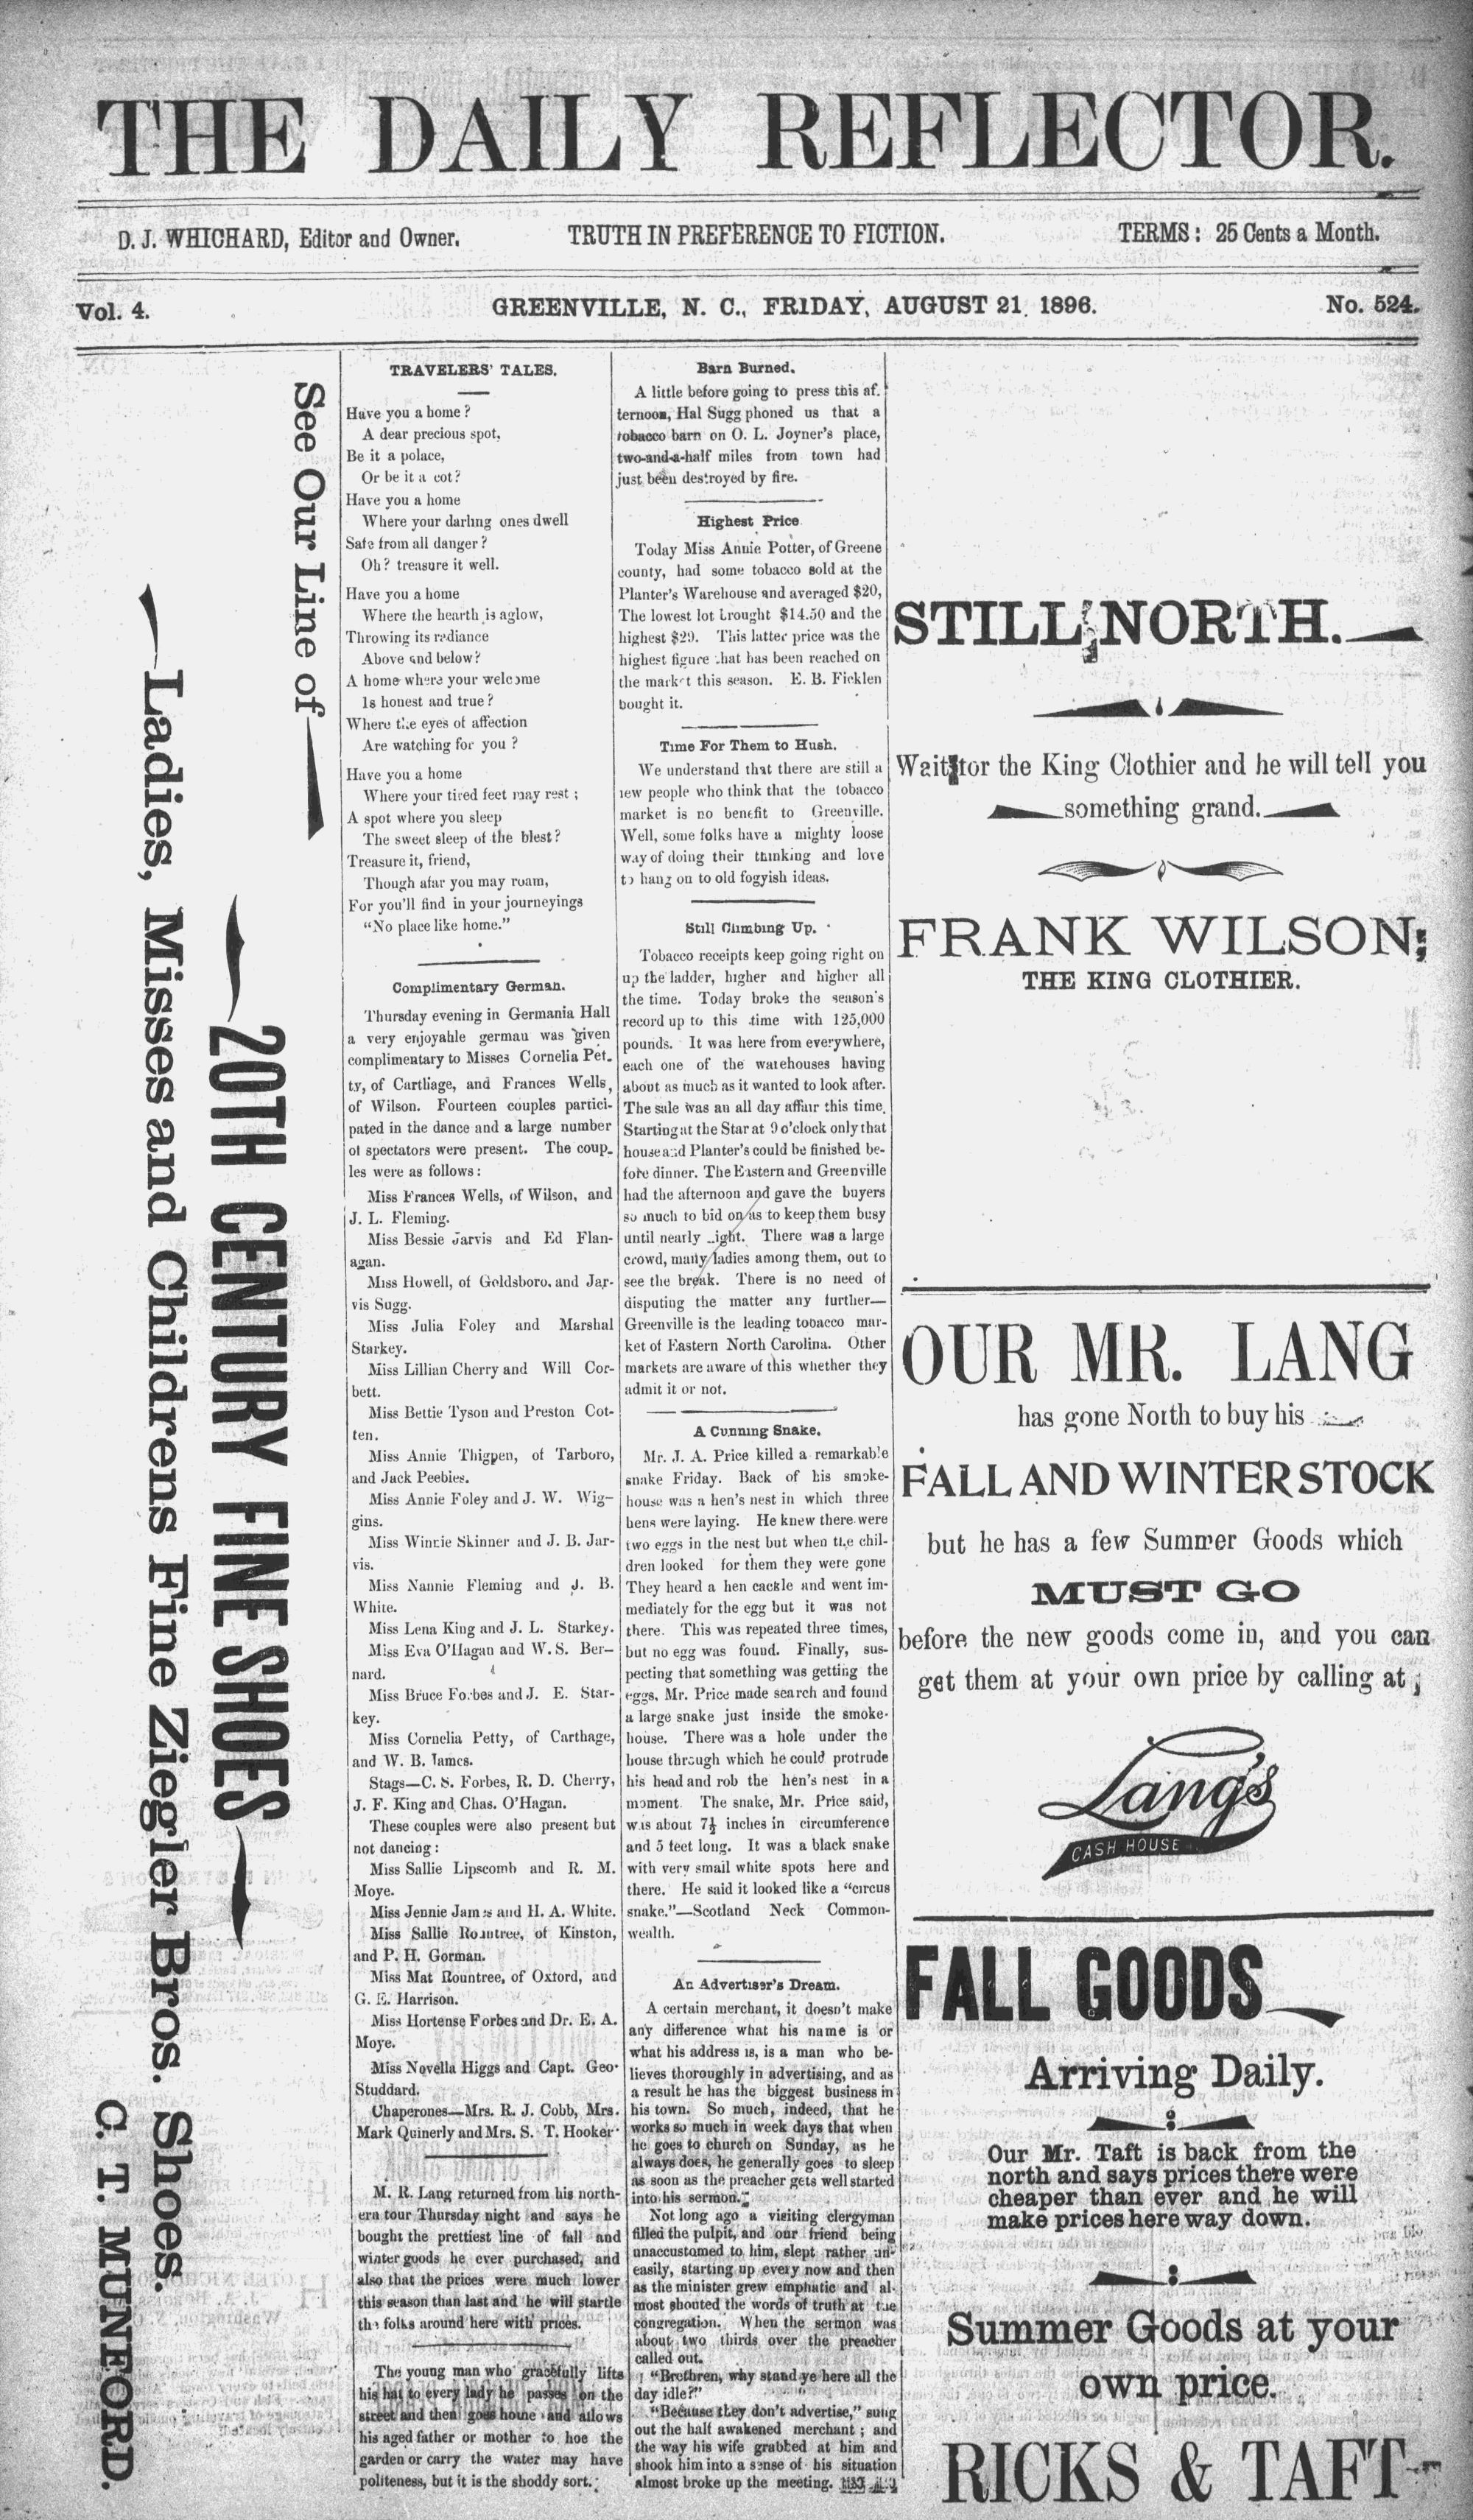 THE DAILY REFLECTOR.
D. J. WHICHARD, Editor and Owner.
TRUTH IN PREFERENCE TO FICTION.
TERMS: 25 Cents a Month.
Vol. 4.
GREENVILLE, N. C., FRIDAY, AUGUST 21. 1896.
No. 524.
See Our Line of
20TH CENTURY FINE SHOES
Ladies, Misses and Childrens Fine Ziegler Bros. Shoes.
C. T. MUNFORD.
TRAVELERS' TALES.
Have you a home?
A dear precious spot,
Be it a polace,
Or be it a cot?
Have you a home
Where your darling ones dwell
Safe from all danger?
Oh? treasure it well.
Have you a home
Where the hearth is aglow,
Throwing its radiance
Above and below?
A home where your welcome
Is honest and true?
Where the eyes of affection
Are watching for you?
Have you a home
Where your tired feet may rest;
A spot where you sleep
The sweet sleep of the blest?
Treasure it, friend,
Though afar you may roam,
For you'll find in your journeyings
"No place like home."
Complimentary German.
Thursday evening in Germania Hall
a very enjoyable german was given
complimentary to Misses Cornelia Pet-
ty, of Carthage, and Frances Wells,
of Wilson. Fourteen couples partici-
pated in the dance and a large number
of spectators were present. The coup-
les were as follows:
Miss Frances Wells, of Wilson, and
J. L. Fleming.
Miss Bessie Jarvis and Ed Flan-
agan.
Miss Howell, of Goldsboro, and Jar-
vis Sugg.
Miss Julia Foley and Marshal
Starkey.
Miss Lillian Cherry and Will Cor-
bett.
Miss Bettie Tyson and Preston Cot-
ten.
Miss Annie Thigpen, of Tarboro,
and Jack Peebies.
Miss Annie Foley and J. W. Wig-
gins.
Miss Winnie Skinner and J. B. Jar-
vis.
Miss Nannie Fleming and J. B.
White.
Miss Lena King and J. L. Starkey.
Miss Eva O'Hagan and W. S. Ber-
nard.
Miss Bruce Forbes and J. E. Star-
key.
Miss Cornelia Petty, of Carthage,
and W. B. James.
Stags—C. S. Forbes, R. D. Cherry,
J. F. King and Chas. O'Hagan.
These couples were also present but
not dancing:
Miss Sallie Lipscomb and R. M.
Moye.
Miss Jennie James and H. A. White.
Miss Sallie Rountree, of Kinston,
and P. H. Gorman.
Miss Mat Rountree, of Oxford, and
G. E. Harrison.
Miss Hortense Forbes and Dr. E. A.
Moye.
Miss Novella Higgs and Capt. Geo.
Studdard.
Chaperones—Mrs. R. J. Cobb, Mrs.
Mark Quinerly and Mrs. S. T. Hooker.
M. R. Lang returned from his north-
ern tour Thursday night and says he
bought the prettiest line of fall and
winter goods he ever purchased, and
also that the prices were much lower
this season than last and he will startle
the folks around here with prices.
The young man who gracefully lifts
his hat to every lady he passes on the
street and then goes home and allows
his aged father or mother to hoe the
garden or carry the water may have
politeness, but it is the shoddy sort.
Barn Burned.
A little before going to press this af-
ternoon, Hal Sugg phoned us that a
tobacco barn on O. L. Joyner's place,
two-and-a-half miles from town had
just been destroyed by fire.
Highest Price
Today Miss Annie Potter, of Greene
county, had some tobacco sold at the
Planter's Warehouse and averaged $20,
The lowest lot brought $14.50 and the
highest $29. This latter price was the
highest figure that has been reached on
the market this season. E. B. Ficklen
bought it.
Time For Them to Hush.
We understand that there are still a
few people who think that the tobacco
market is no benefit to Greenville.
Well, some folks have a mighty loose
way of doing their thinking and love
to hang on to old fogyish ideas.
Still Climbing Up.
Tobacco receipts keep going right on
up the ladder, higher and higher all
the time. Today broke the season's
record up to this time with 125,000
pounds. It was here from everywhere,
each one of the warehouses having
about as much as it wanted to look after.
The sale was an all day affair this time.
Starting at the Star at 9 o'clock only that
house and Planter's could be finished be-
fore dinner. The Eastern and Greenville
had the afternoon and gave the buyers
so much to bid on as to keep them busy
until nearly night. There was a large
crowd, many ladies among them, out to
see the break. There is no need of
disputing the matter any further—
Greenville is the leading tobacco mar-
ket of Eastern North Carolina. Other
markets are aware of this whether they
admit it or not.
A Cunning Snake.
Mr. J. A. Price killed a remarkable
snake Friday. Back of his smoke-
house was a hen's nest in which three
hens were laying. He knew there were
two eggs in the nest but when the chil-
dren looked for them they were gone
They heard a hen cackle and went im-
mediately for the egg but it was not
there. This was repeated three times,
but no egg was found. Finally, sus-
pecting that something was getting the
eggs, Mr. Price made search and found
a large snake just inside the smoke-
house. There was a hole under the
house through which he could protrude
his head and rob the hen's nest in a
moment. The snake, Mr. Price said,
was about 7½ inches in circumference
and 5 feet long. It was a black snake
with very small white spots here and
there. He said it looked like a "circus
snake."—Scotland Neck Common-
wealth.
An Advertiser's Dream.
A certain merchant, it doesn't make
any difference what his name is or
what his address is, is a man who be-
lieves thoroughly in advertising, and as
a result he has the biggest business in
his town. So much, indeed, that he
works so much in week days that when
he goes to church on Sunday, as he
always does, he generally goes to sleep
as soon as the preacher gets well started
into his sermon.
Not long ago a visiting clergyman
filled the pulpit, and our friend being
unaccustomed to him, slept rather un-
easily, starting up every now and then
as the minister grew emphatic and al-
most shouted the words of truth at the
congregation. When the sermon was
about two thirds over the preacher
called out.
"Brethren, why stand ye here all the
day idle?"
"Because they don't advertise," sung
out the half awakened merchant; and
the way his wife grabbed at him and
shook him into a sense of his situation
almost broke up the meeting.
STILL NORTH.
Wait for the King Clothier and he will tell you
something grand.
FRANK WILSON,
THE KING CLOTHIER.
OUR MR. LANG
has gone North to buy his
FALL AND WINTER STOCK
but he has a few Summer Goods which
MUST GO
before the new goods come in, and you can
get them at your own price by calling at
Lang's
CASH HOUSE
FALL GOODS
Arriving Daily.
Our Mr. Taft is back from the
north and says prices there were
cheaper than ever and he will
make prices here way down.
Summer Goods at your
own price.
RICKS & TAFT